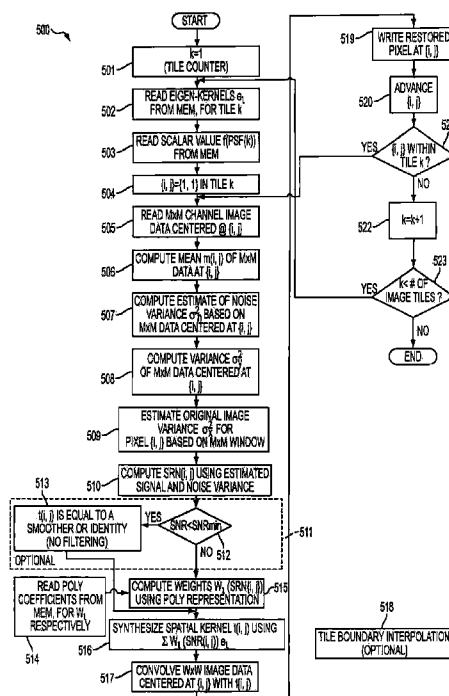 500
START
501
k=1
(TILE COUNTER)
502
READ EIGEN-KERNELS eᵢ
FROM MEM, FOR TILE k
503
READ SCALAR VALUE f(PSF(k))
FROM MEM
504
{i, j}={1, 1} IN TILE k
505
READ MxM CHANNEL IMAGE
DATA CENTERED @ {i, j}
506
COMPUTE MEAN m(i, j) OF MxM
DATA AT {i, j}
507
COMPUTE ESTIMATE OF NOISE
VARIANCE σ²ₙ BASED ON
MxM DATA CENTERED AT {i, j}
508
COMPUTE VARIANCE
OF MxM DATA CENTERED AT
{i, j}
509
ESTIMATE ORIGINAL IMAGE
VARIANCE FOR
PIXEL {i, j} BASED ON MxM WINDOW
510
COMPUTE SRN(i, j) USING ESTIMATED
SIGNAL AND NOISE VARIANCE
511
512
SNR<SNRmin
YES
NO
513
t(i, j) IS EQUAL TO A
SMOOTHER OR IDENTITY
(NO FILTERING)
OPTIONAL
514
READ POLY
COEFFICIENTS FROM
MEM, FOR Wᵢ
RESPECTIVELY
515
COMPUTE WEIGHTS Wᵢ (SRN(i, j))
USING POLY REPRESENTATION
516
SYNTHESIZE SPATIAL KERNEL t(i, j) USING
Σ Wᵢ (SNR(i, j)) eᵢ
517
CONVOLVE WxW IMAGE DATA
CENTERED AT {i, j} WITH t(i, j)
518
TILE BOUNDARY INTERPOLATION
(OPTIONAL)
519
WRITE RESTORED
PIXEL AT {i, j}
520
ADVANCE
{i, j}
{i, j} WITHIN
TILE k ?
YES
NO
522
k=k+1
523
k< # OF
IMAGE TILES ?
YES
NO
END